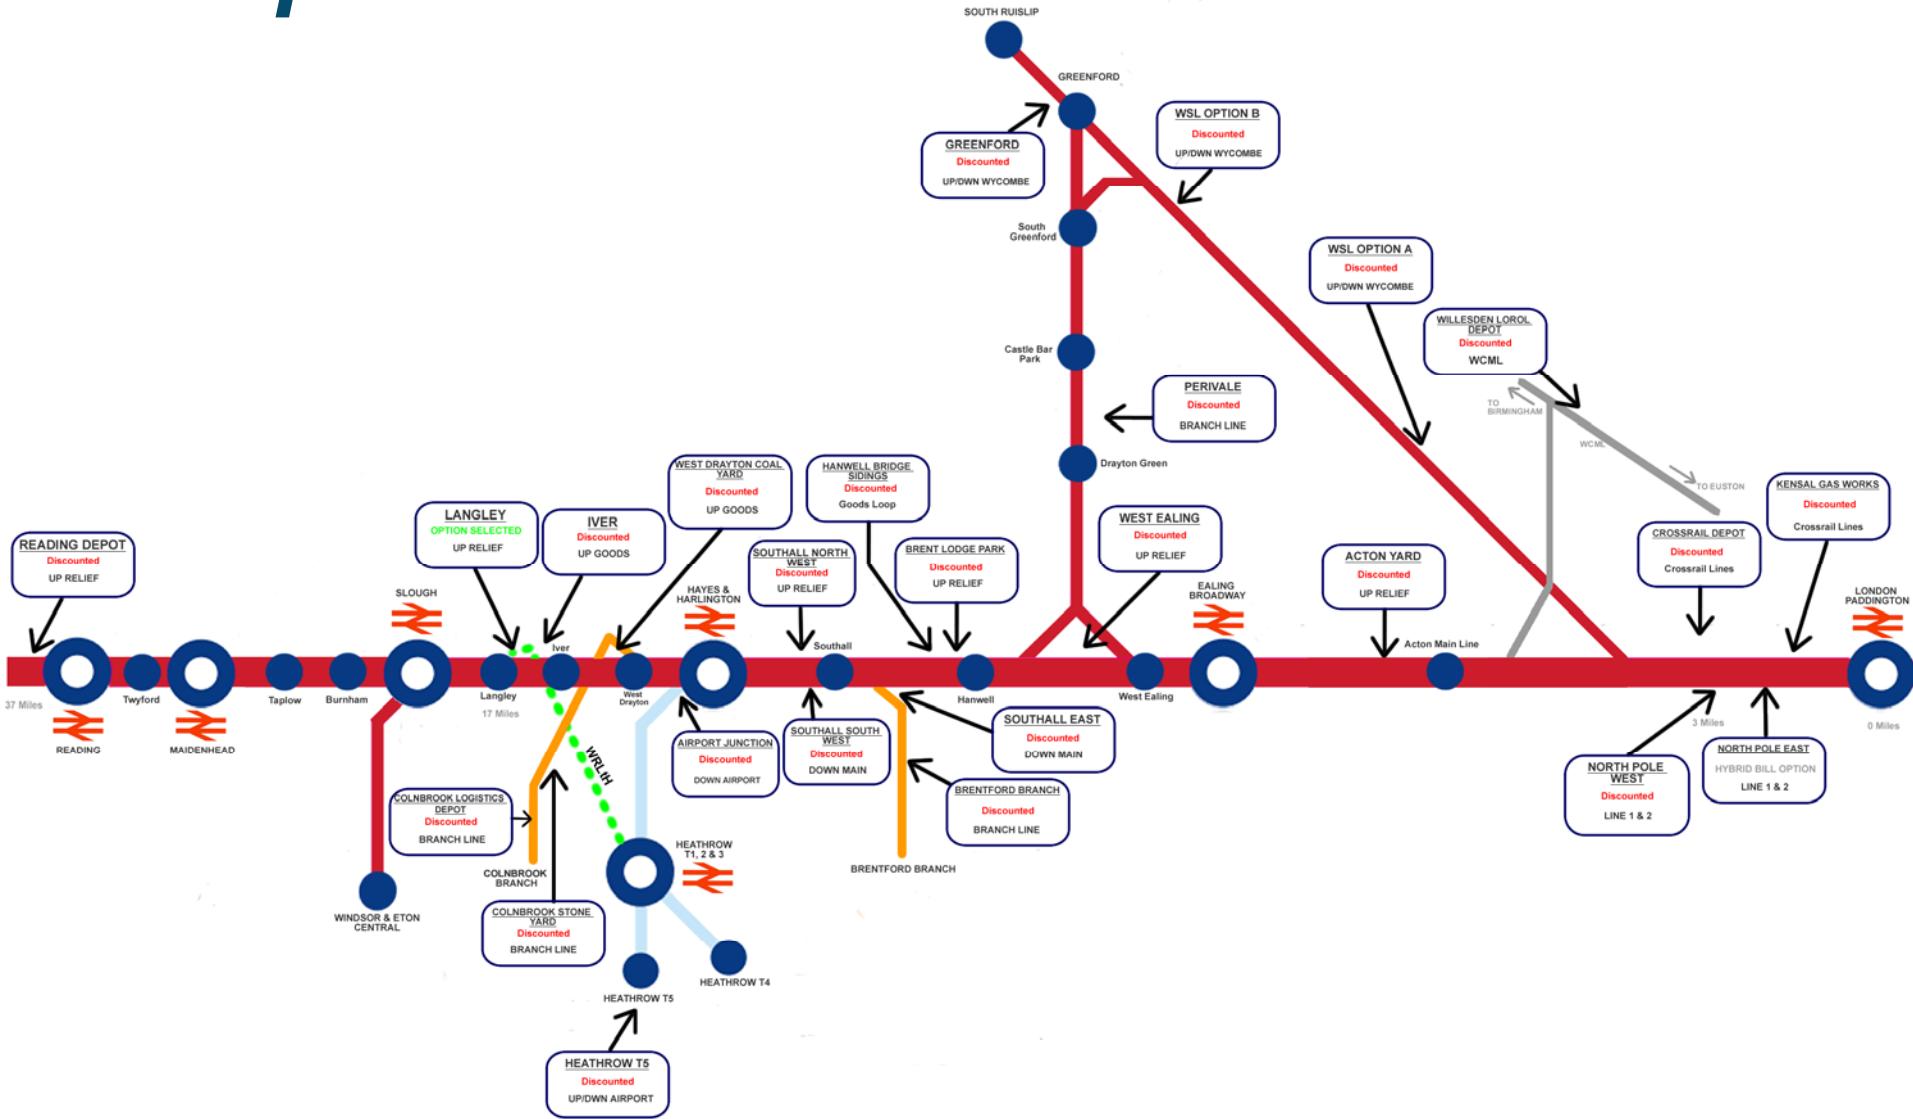 SOUTH RUISLIP
GREENFORD
GREENFORD
Discounted
UP/DWN WYCOMBE
WSL OPTION B
Discounted
UP/DWN WYCOMBE
South
Greenford
WSL OPTION A
Discounted
UP/DWN WYCOMBE
WILLESDEN LOROL
DEPOT
Discounted
WCML
TO
BIRMINGHAM
WCML
TO EUSTON
Castle Bar
Park
PERIVALE
Discounted
BRANCH LINE
Drayton Green
READING DEPOT
Discounted
UP RELIEF
LANGLEY
OPTION SELECTED
UP RELIEF
IVER
Discounted
UP GOODS
WEST DRAYTON COAL
YARD
Discounted
UP GOODS
SOUTHALL NORTH
WEST
Discounted
UP RELIEF
HANWELL BRIDGE
SIDINGS
Discounted
Goods Loop
BRENT LODGE PARK
Discounted
UP RELIEF
WEST EALING
Discounted
UP RELIEF
ACTON YARD
Discounted
UP RELIEF
CROSSRAIL DEPOT
Discounted
Crossrail Lines
KENSAL GAS WORKS
Discounted
Crossrail Lines
SLOUGH
HAYES &
HARLINGTON
EALING
BROADWAY
LONDON
PADDINGTON
Iver
Southall
Acton Main Line
37 Miles
Twyford
Taplow
Burnham
Langley
17 Miles
West
Drayton
Hanwell
West Ealing
3 Miles
0 Miles
READING
MAIDENHEAD
WRLtH
AIRPORT JUNCTION
Discounted
DOWN AIRPORT
SOUTHALL SOUTH
WEST
Discounted
DOWN MAIN
SOUTHALL EAST
Discounted
DOWN MAIN
BRENTFORD BRANCH
Discounted
BRANCH LINE
NORTH POLE
WEST
Discounted
LINE 1 & 2
NORTH POLE EAST
HYBRID BILL OPTION
LINE 1 & 2
COLNBROOK LOGISTICS
DEPOT
Discounted
BRANCH LINE
COLNBROOK
BRANCH
HEATHROW
T1, 2 & 3
BRENTFORD BRANCH
WINDSOR & ETON
CENTRAL
COLNBROOK STONE
YARD
Discounted
BRANCH LINE
HEATHROW T5
HEATHROW T4
HEATHROW T5
Discounted
UP/DWN AIRPORT